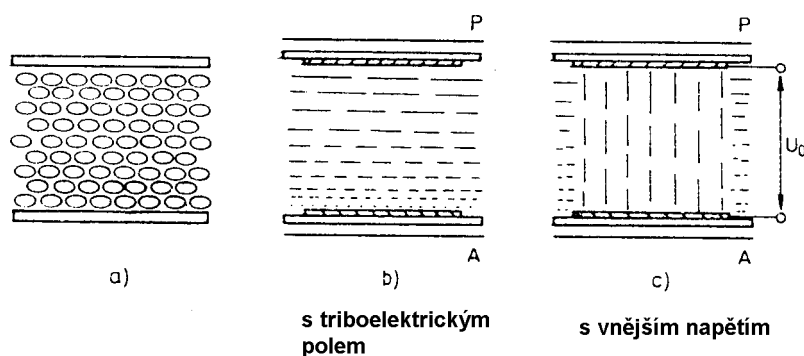 P P
U₀
A A
a) b) c)
s triboelektrickým
polem
s vnějším napětím